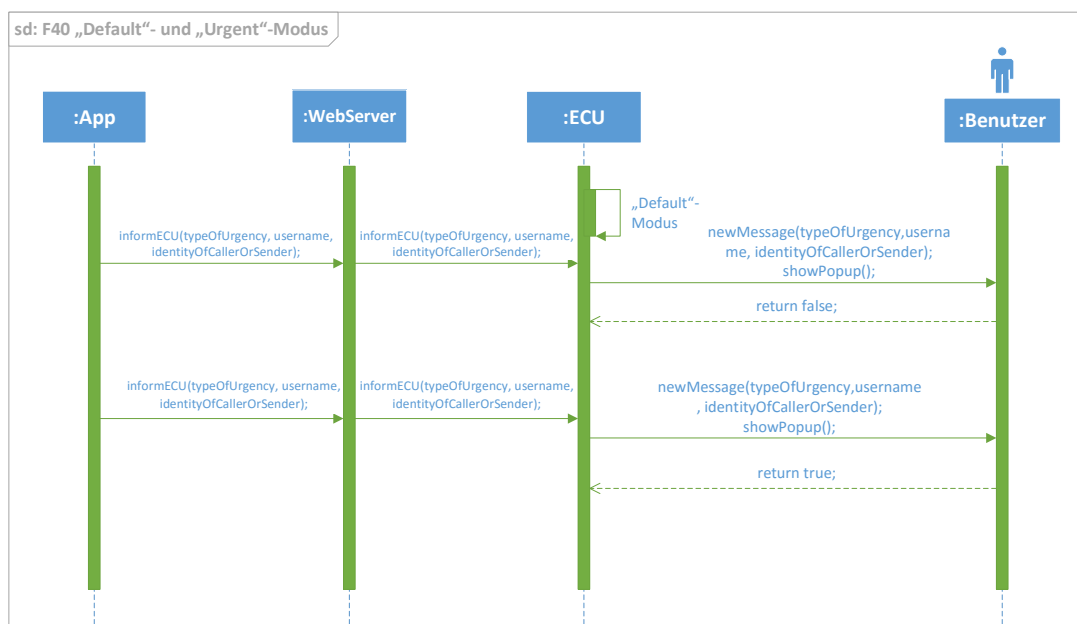 sd: F40 „Default“- und „Urgent“-Modus
:App
:WebServer
:ECU
:Benutzer
„Default“-
Modus
informECU(typeOfUrgency, username,
identityOfCallerOrSender);
informECU(typeOfUrgency, username,
identityOfCallerOrSender);
newMessage(typeOfUrgency,userna
me, identityOfCallerOrSender);
showPopup();
return false;
informECU(typeOfUrgency, username,
identityOfCallerOrSender);
informECU(typeOfUrgency, username,
identityOfCallerOrSender);
newMessage(typeOfUrgency,username
, identityOfCallerOrSender);
showPopup();
return true;